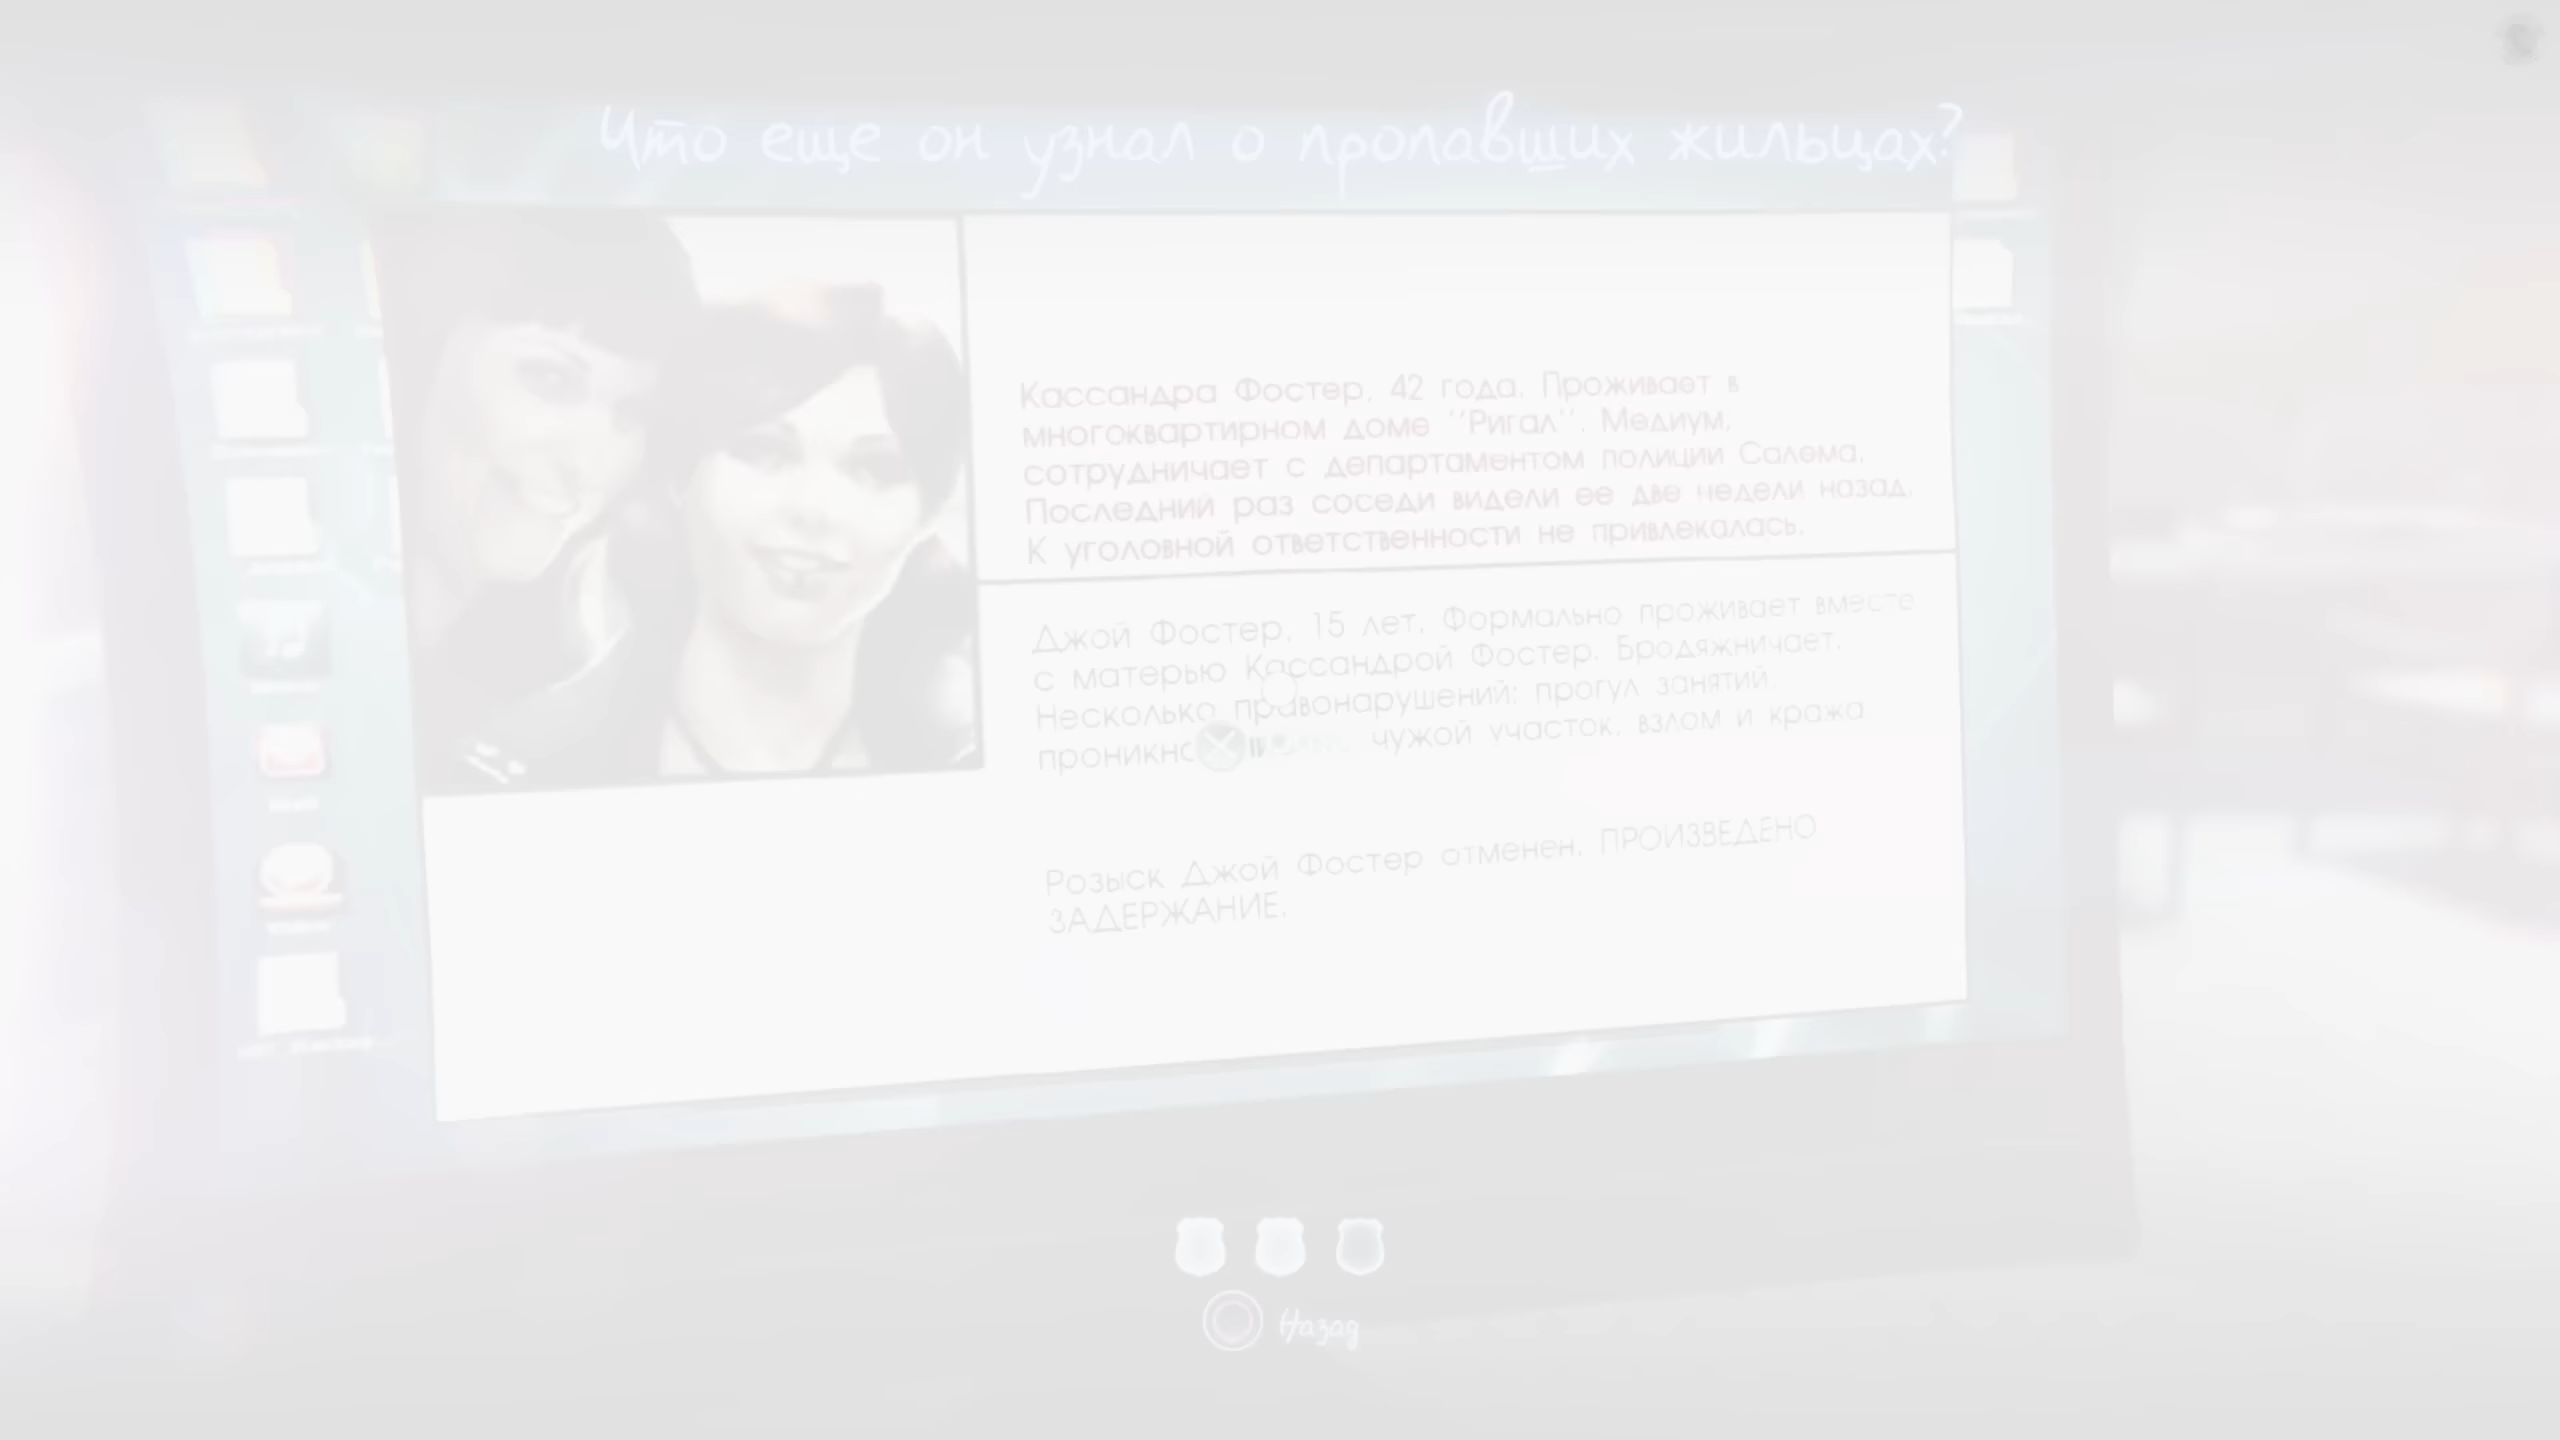 Что еще он узнал о пропавших жильцах?
Кассандра Фостер, 42 года. Проживает в
многоквартирном доме ''Ригал''. Медиум,
сотрудничает с департаментом полиции Салема.
Последний раз соседи видели ее две недели назад.
К уголовной ответственности не привлекалась.
Джой Фостер, 15 лет. Формально проживает вместе
с матерью Кассандрой Фостер. Бродяжничает.
Несколько правонарушений: прогул занятий,
чужой участок, взлом и кража
Розыск Джой Фостер отменен. ПРОИЗВЕДЕНО
ЗАДЕРЖАНИЕ.
Назад